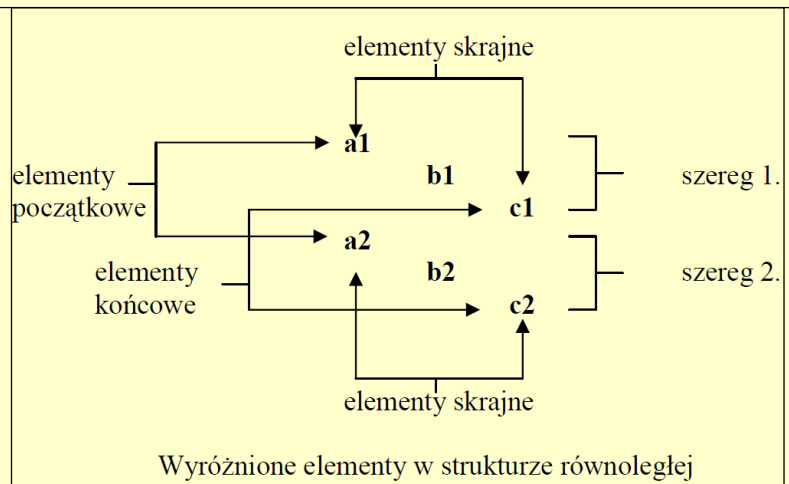 elementy skrajne
a1
elementy
początkowe
b1
szereg 1.
c1
a2
elementy
końcowe
b2
szereg 2.
c2
elementy skrajne
Wyróżnione elementy w strukturze równoległej